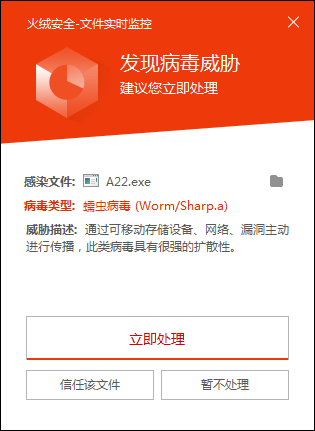 火绒安全-文件实时监控
发现病毒威胁
建议您立即处理
感染文件: A22.exe
病毒类型: 蠕虫病毒 (Worm/Sharp.a)
威胁描述: 通过可移动存储设备、网络、漏洞主动
进行传播，此类病毒具有很强的扩散性。
立即处理
信任该文件
暂不处理